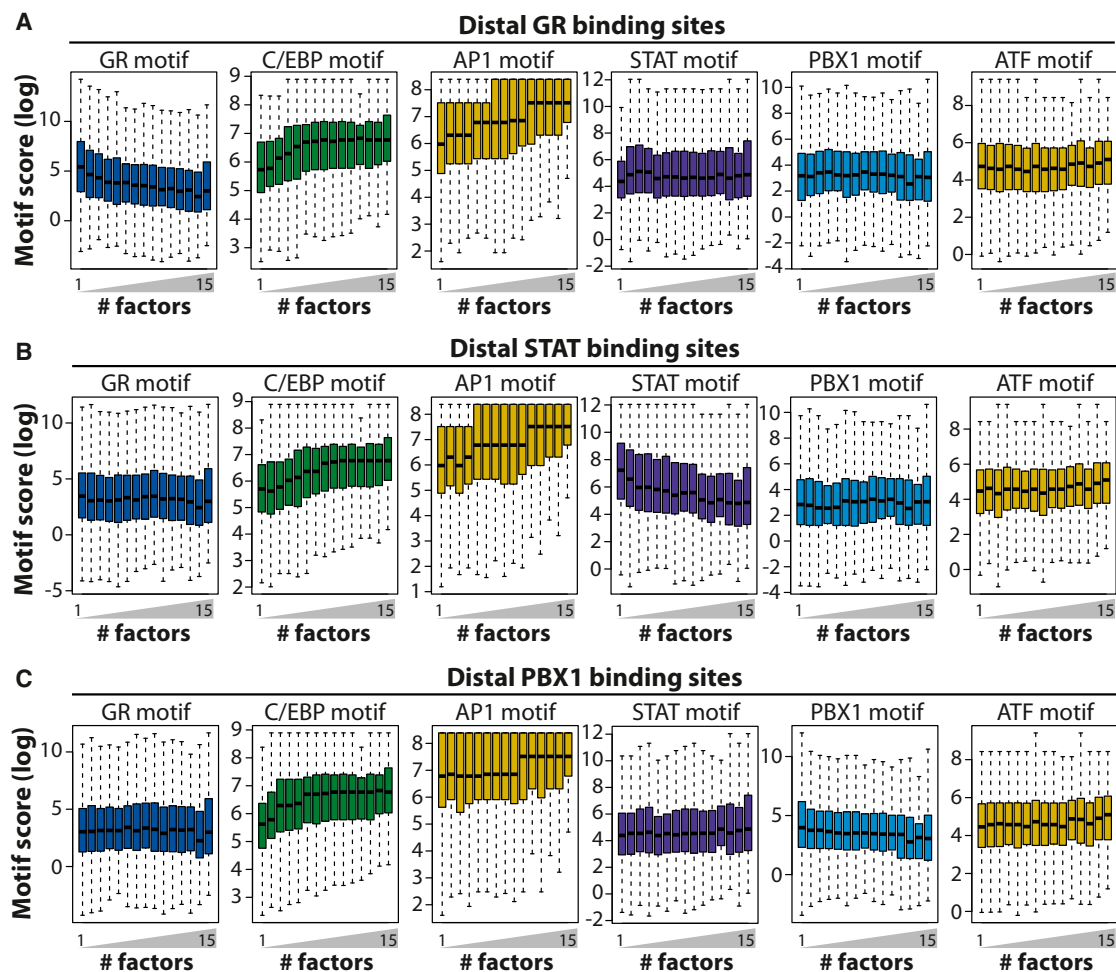 A
Distal GR binding sites
GR motif C/EBP motif AP1 motif STAT motif PBX1 motif ATF motif
Motif score (log)
10 5 0
9 8 7 6 5 4 3
8 7 6 5 4 3 2
12 10 8 6 4 2 0 -2
10 8 6 4 2 0 -2 -4
8 6 4 2 0
1 15 1 15 1 15 1 15 1 15 1 15
# factors # factors # factors # factors # factors # factors
B
Distal STAT binding sites
GR motif C/EBP motif AP1 motif STAT motif PBX1 motif ATF motif
Motif score (log)
10 5 0 -5
9 8 7 6 5 4 3 2
8 7 6 5 4 3 2 1
12 10 8 6 4 2 0
10 8 6 4 2 0 -2 -4
8 6 4 2 0
1 15 1 15 1 15 1 15 1 15 1 15
# factors # factors # factors # factors # factors # factors
C
Distal PBX1 binding sites
GR motif C/EBP motif AP1 motif STAT motif PBX1 motif ATF motif
Motif score (log)
10 5 0
9 8 7 6 5 4 3
8 7 6 5 4 3 2
12 10 8 6 4 2 0 -2
10 5 0
8 6 4 2 0
1 15 1 15 1 15 1 15 1 15 1 15
# factors # factors # factors # factors # factors # factors